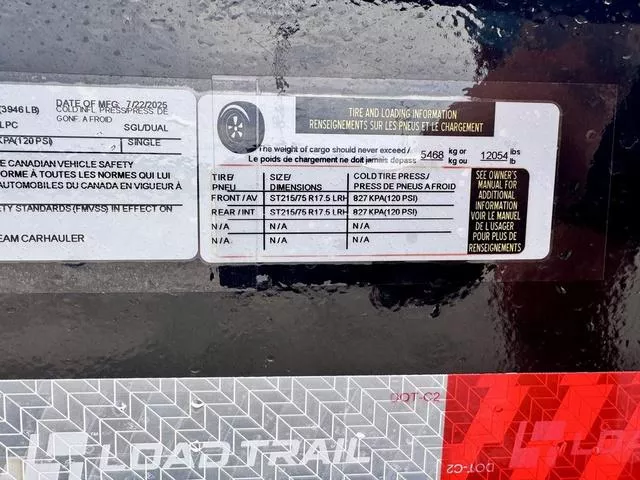 (3946 LB)
DATE OF MFG: 7/22/2025
COLD INFL. PRESS/PRESS. DE
GONF. A FROID
LPC
SGL/DUAL
KPA(120 PSI)
SINGLE
E CANADIAN VEHICLE SAFETY
FORME À TOUTES LES NORMES QUI LUI
AUTOMOBILES DU CANADA EN VIGUEUR À
ETY STANDARDS (FMVSS) IN EFFECT ON
EAM CARHAULER
TIRE AND LOADING INFORMATION
RENSEIGNEMENTS SUR LES PNEUS ET LE CHARGEMENT
The weight of cargo should never exceed / 5468 kg or 12054 lbs
Le poids de chargement ne doit jamais depass kg ou lb
TIRE/ SIZE/ COLD TIRE PRESS./
PNEU DIMENSIONS PRESS DE PNEUS A FROID
FRONT / AV ST215/75 R17.5 LRH 827 KPA(120 PSI)
REAR / INT ST215/75 R17.5 LRH 827 KPA(120 PSI)
N/A N/A N/A
N/A N/A N/A
SEE OWNER'S
MANUAL FOR
ADDITIONAL
INFORMATION
VOIR LE MANUEL
DE L'USAGER
POUR PLUS DE
RENSEIGNEMENTS
DOT-C2
LOAD TRAIL
DOT-C2